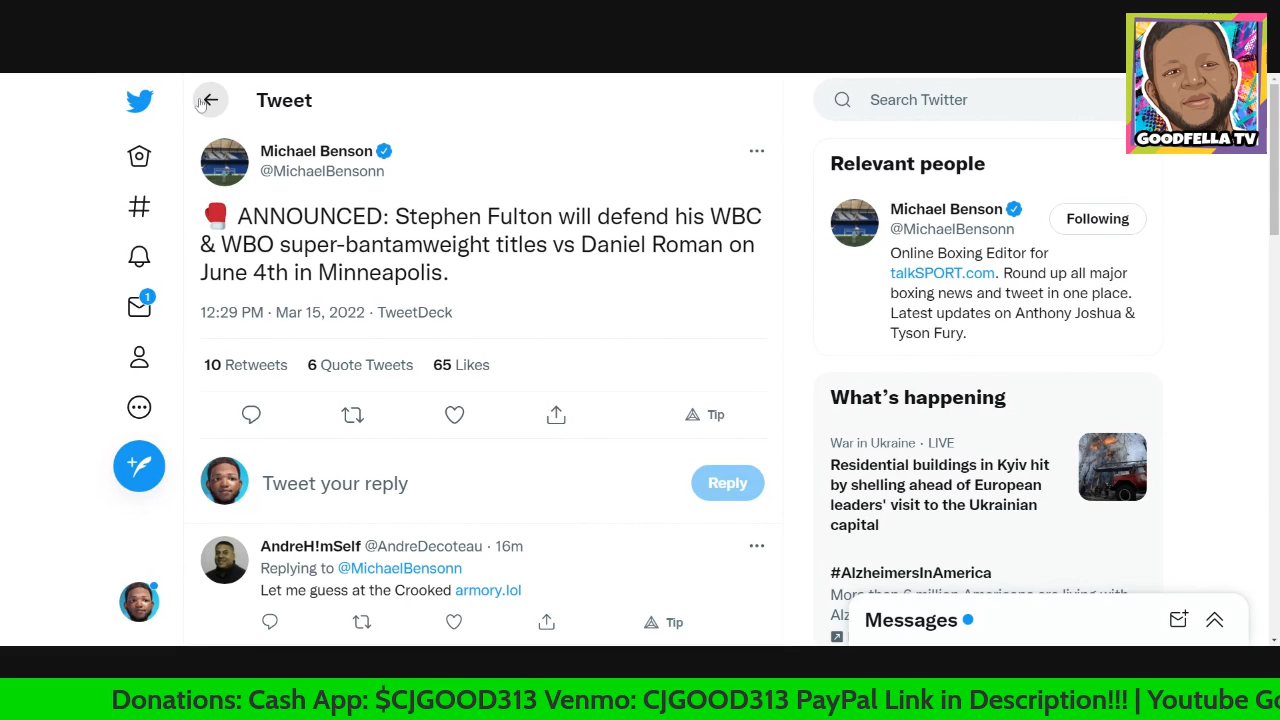 GOODFELLA TV
Tweet
Search Twitter
Michael Benson
@MichaelBensonn
🥊 ANNOUNCED: Stephen Fulton will defend his WBC
& WBO super-bantamweight titles vs Daniel Roman on
June 4th in Minneapolis.
12:29 PM · Mar 15, 2022 · TweetDeck
10 Retweets 6 Quote Tweets 65 Likes
Tip
Tweet your reply
Reply
AndreH!mSelf @AndreDecoteau · 16m
Replying to @MichaelBensonn
Let me guess at the Crooked armory.lol
Tip
1
Relevant people
Michael Benson
@MichaelBensonn
Following
Online Boxing Editor for
talkSPORT.com. Round up all major
boxing news and tweet in one place.
Latest updates on Anthony Joshua &
Tyson Fury.
What's happening
War in Ukraine · LIVE
Residential buildings in Kyiv hit
by shelling ahead of European
leaders' visit to the Ukrainian
capital
#AlzheimersInAmerica
Messages
Donations: Cash App: $CJGOOD313 Venmo: CJGOOD313 PayPal Link in Description!!! | Youtube Go